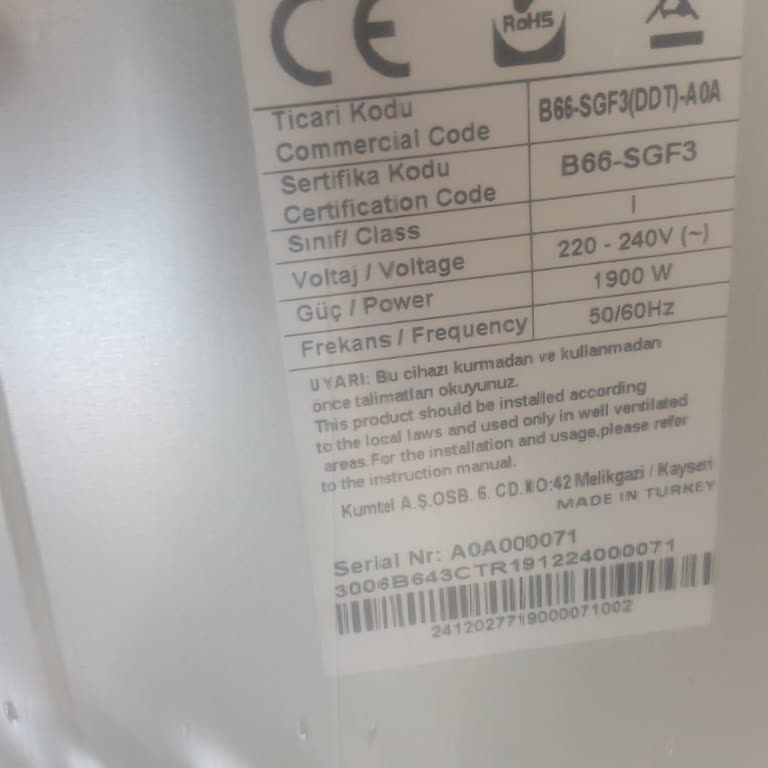 CE
RoHS
Ticari Kodu
Commercial Code
B66-SGF3(DDT)-A0A
Sertifika Kodu
Certification Code
B66-SGF3
Sınıf/ Class
I
Voltaj / Voltage
220 - 240V (~)
Güç / Power
1900 W
Frekans / Frequency
50/60Hz
UYARI: Bu cihazı kurmadan ve kullanmadan
önce talimatları okuyunuz.
This product should be installed according
to the local laws and used only in well ventilated
areas.For the installation and usage,please refer
to the instruction manual.
Kumtel A.Ş.OSB. 6. CD.NO:42 Melikgazi / Kayseri
MADE IN TURKEY
Serial Nr: A0A000071
3006B643CTR191224000071
2412027719000071002